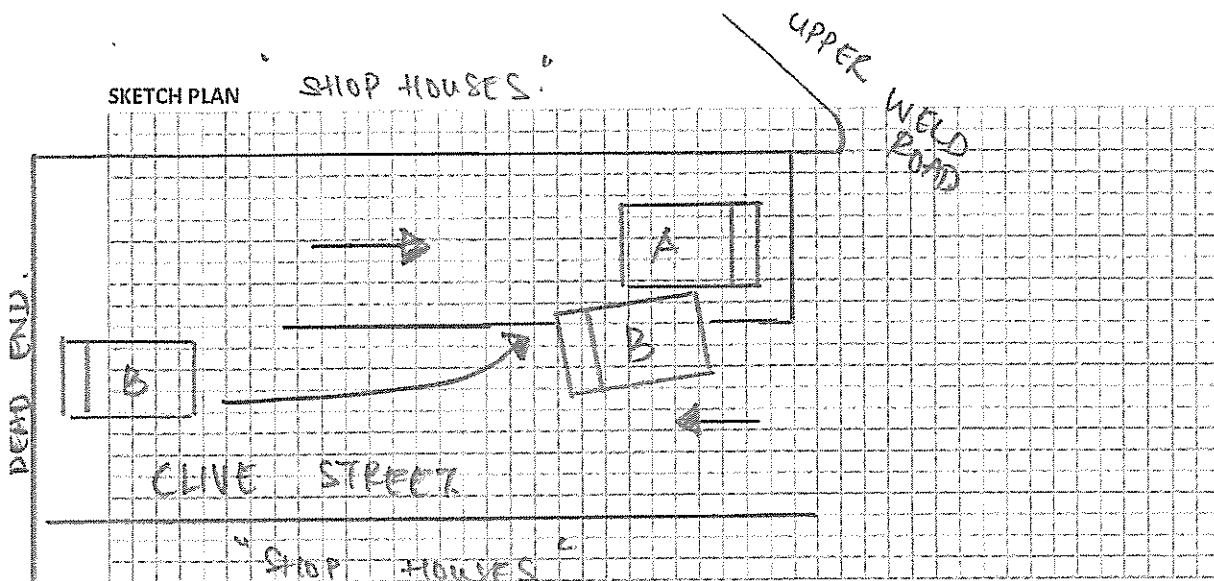 SKETCH PLAN
"SHOP HOUSES."
UPPER
WELD
ROAD
A
B
B
DEAD END.
CLIVE STREET
"SHOP HOUSES"